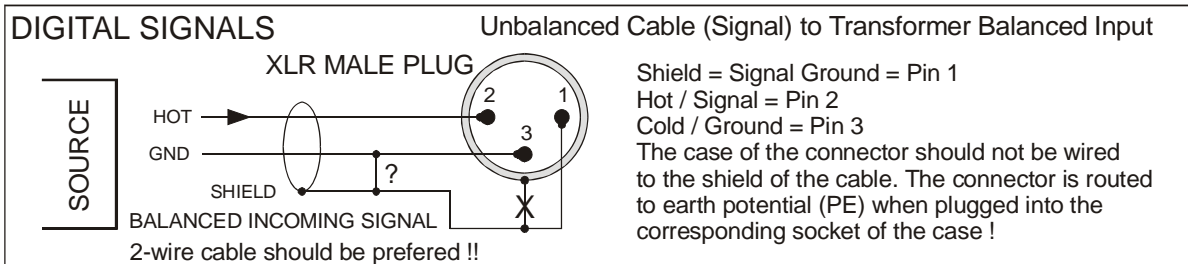 DIGITAL SIGNALS
Unbalanced Cable (Signal) to Transformer Balanced Input
XLR MALE PLUG
SOURCE
HOT
GND
SHIELD
?
2
1
3
X
BALANCED INCOMING SIGNAL
2-wire cable should be prefered !!
Shield = Signal Ground = Pin 1
Hot / Signal = Pin 2
Cold / Ground = Pin 3
The case of the connector should not be wired
to the shield of the cable. The connector is routed
to earth potential (PE) when plugged into the
corresponding socket of the case !